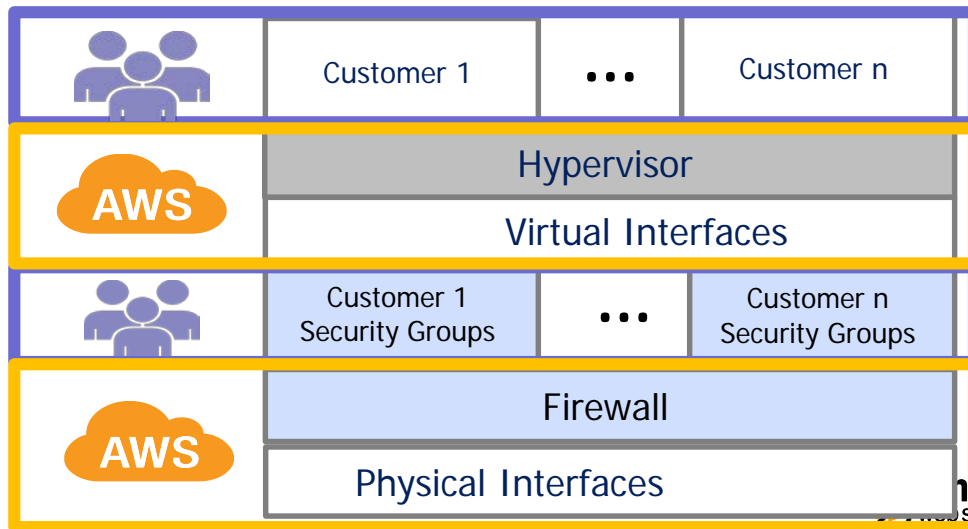 Customer 1
...
Customer n
AWS
Hypervisor
Virtual Interfaces
Customer 1
Security Groups
...
Customer n
Security Groups
AWS
Firewall
Physical Interfaces